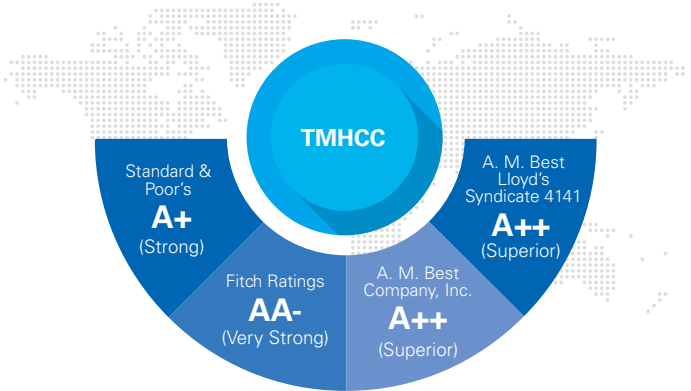 TMHCC
Standard &
Poor's
A+
(Strong)
Fitch Ratings
AA-
(Very Strong)
A. M. Best
Company, Inc.
A++
(Superior)
A. M. Best
Lloyd's
Syndicate 4141
A++
(Superior)